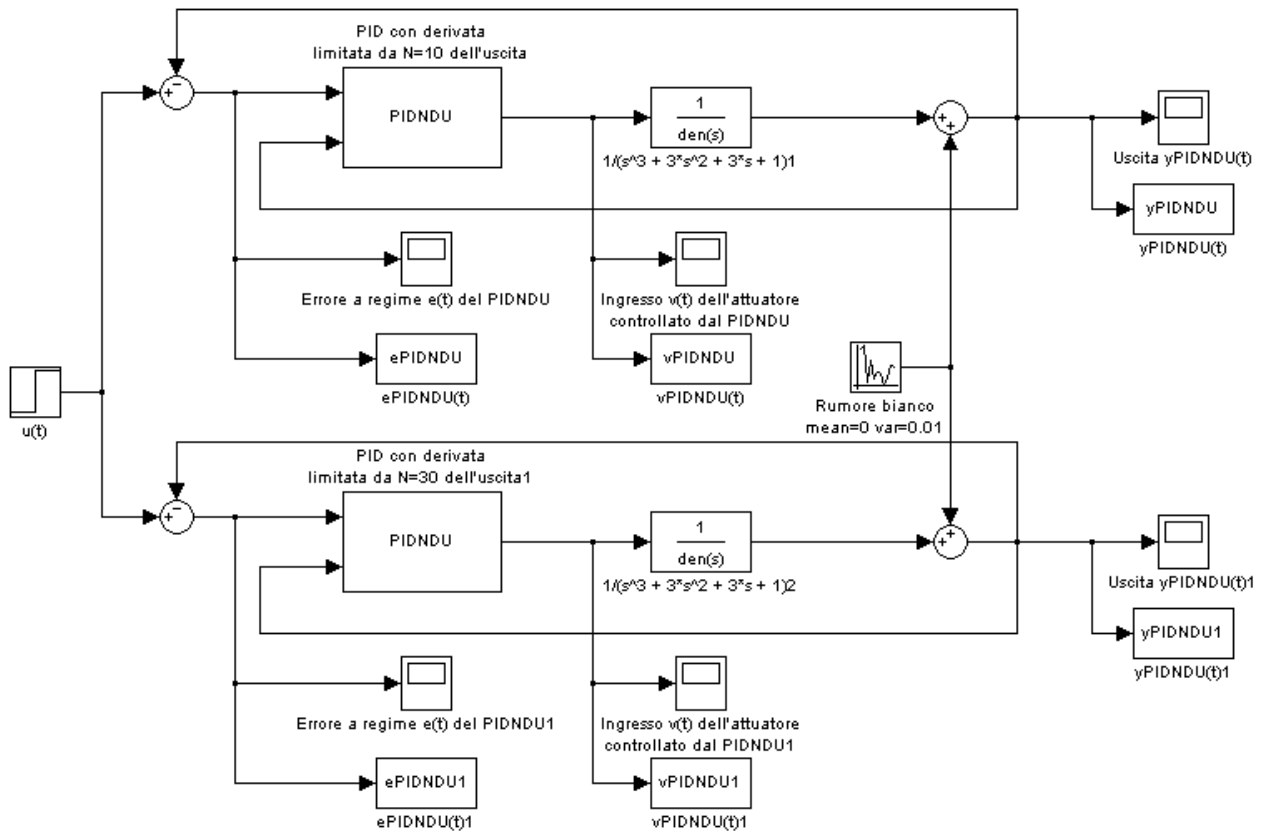 PID con derivata
limitata da N=10 dell'uscita
PIDNDU
1
den(s)
1/(s^3 + 3*s^2 + 3*s + 1)1
Uscita yPIDNDU(t)
yPIDNDU
yPIDNDU(t)
Errore a regime e(t) del PIDNDU
Ingresso v(t) dell'attuatore
controllato dal PIDNDU
ePIDNDU
ePIDNDU(t)
vPIDNDU
vPIDNDU(t)
Rumore bianco
mean=0 var=0.01
u(t)
PID con derivata
limitata da N=30 dell'uscita1
PIDNDU
1
den(s)
1/(s^3 + 3*s^2 + 3*s + 1)2
Uscita yPIDNDU(t)1
yPIDNDU1
yPIDNDU(t)1
Errore a regime e(t) del PIDNDU1
Ingresso v(t) dell'attuatore
controllato dal PIDNDU1
ePIDNDU1
ePIDNDU(t)1
vPIDNDU1
vPIDNDU(t)1